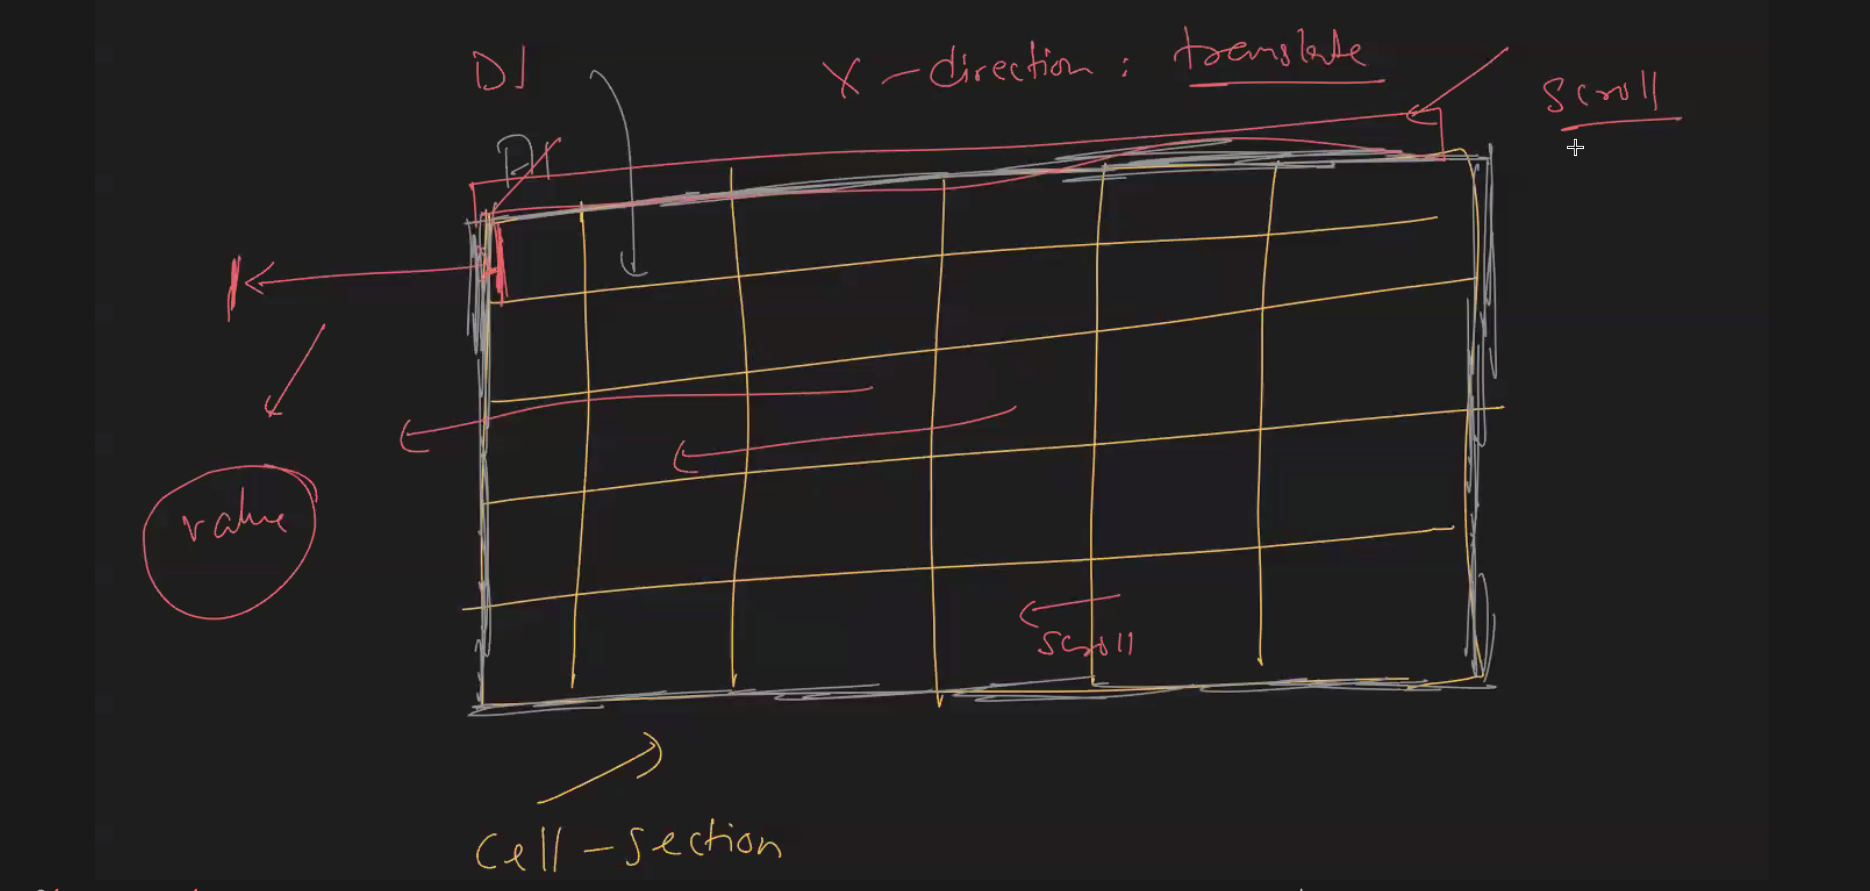 DJ
X - direction : translate
scroll
value
scroll
Cell - Section